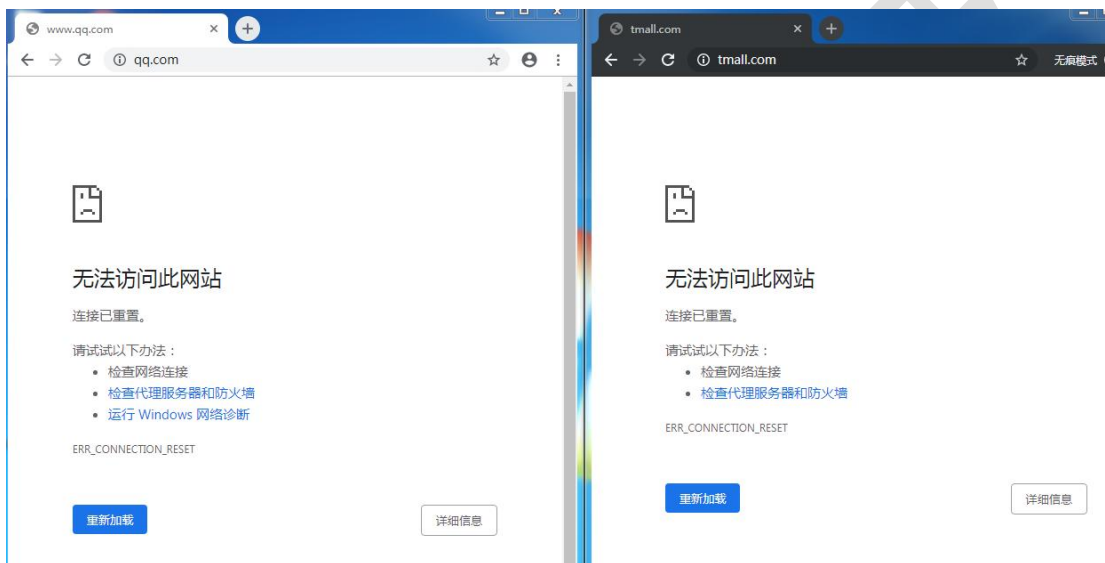 www.qq.com
qq.com
无法访问此网站
连接已重置。
请试试以下办法：
检查网络连接
检查代理服务器和防火墙
运行 Windows 网络诊断
ERR_CONNECTION_RESET
重新加载
详细信息
tmall.com
tmall.com
无痕模式
无法访问此网站
连接已重置。
请试试以下办法：
检查网络连接
检查代理服务器和防火墙
ERR_CONNECTION_RESET
重新加载
详细信息